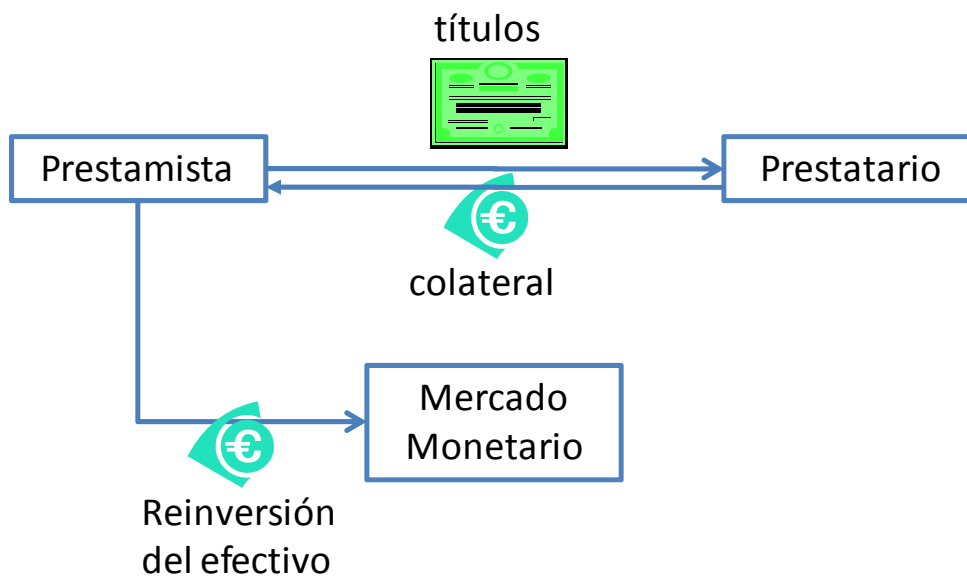 títulos
Prestamista
Prestatario
€
colateral
Mercado
Monetario
€
Reinversión
del efectivo